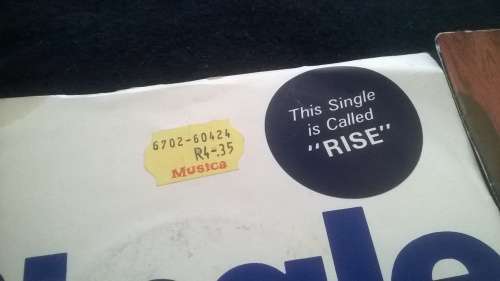 This Single
is Called
"RISE"
6702-60424
R4-.35
Musica